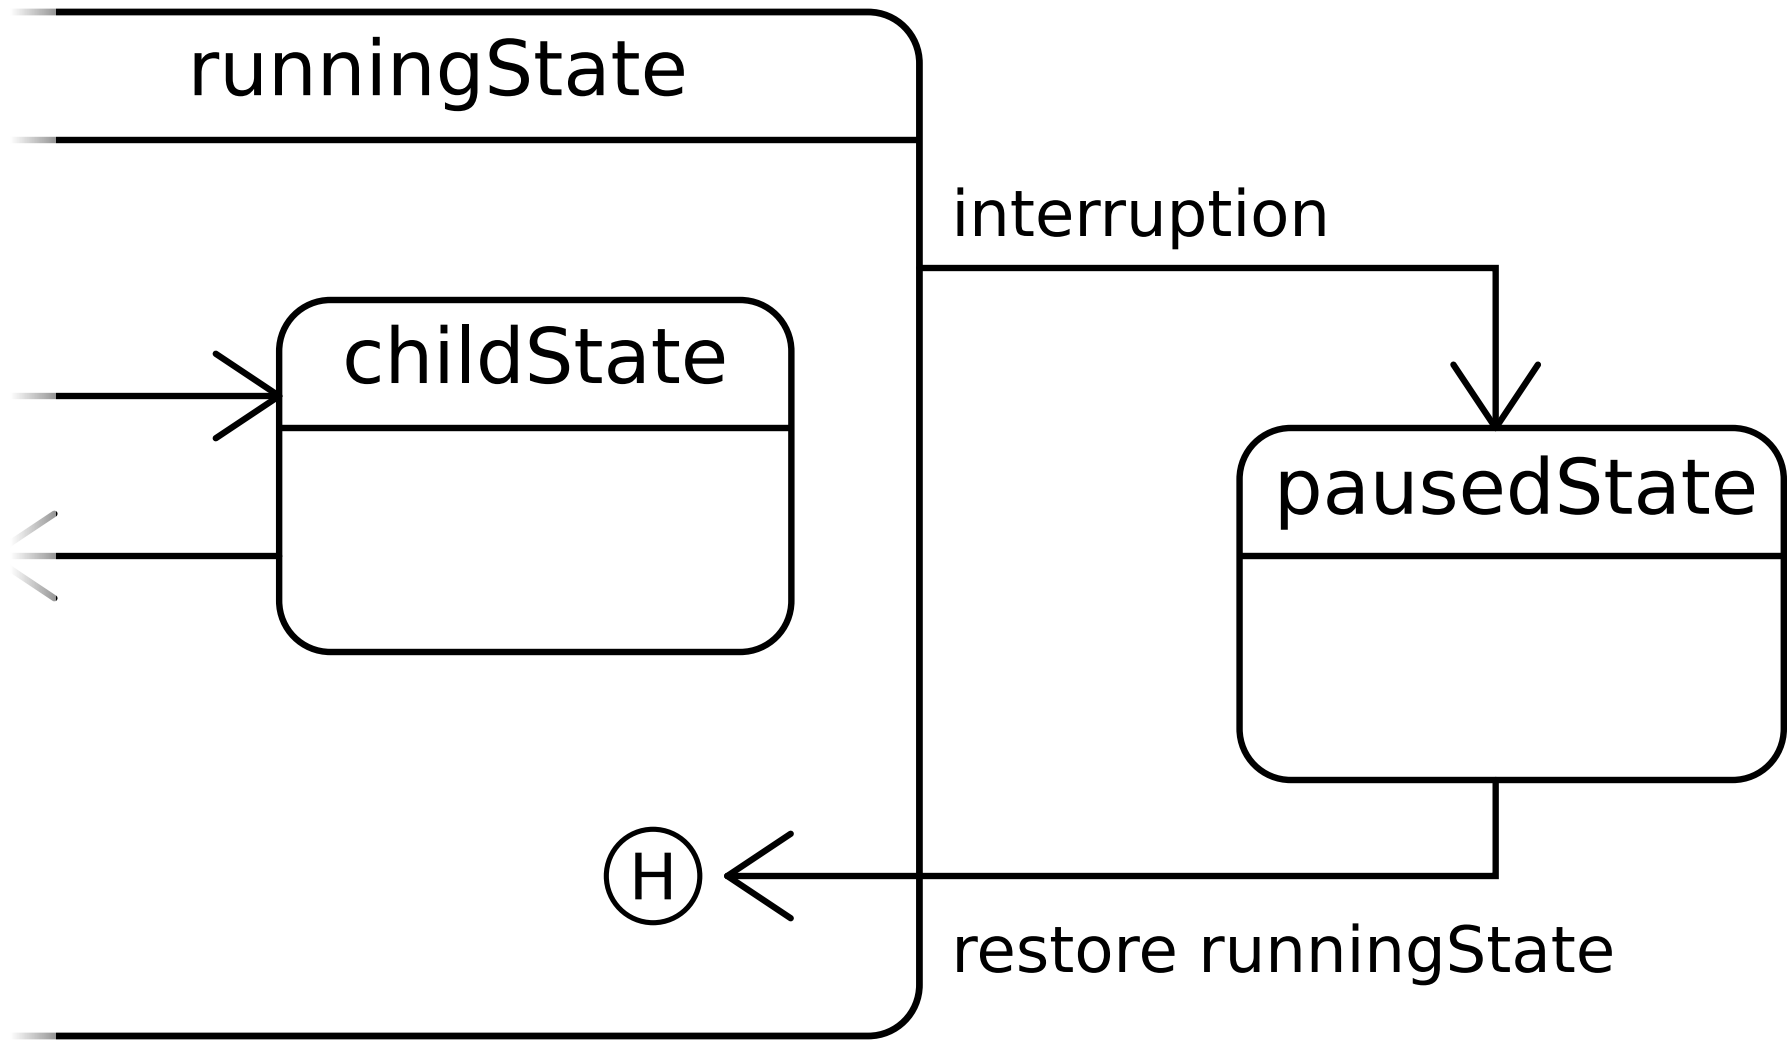 runningState
interruption
childState
pausedState
H
restore runningState